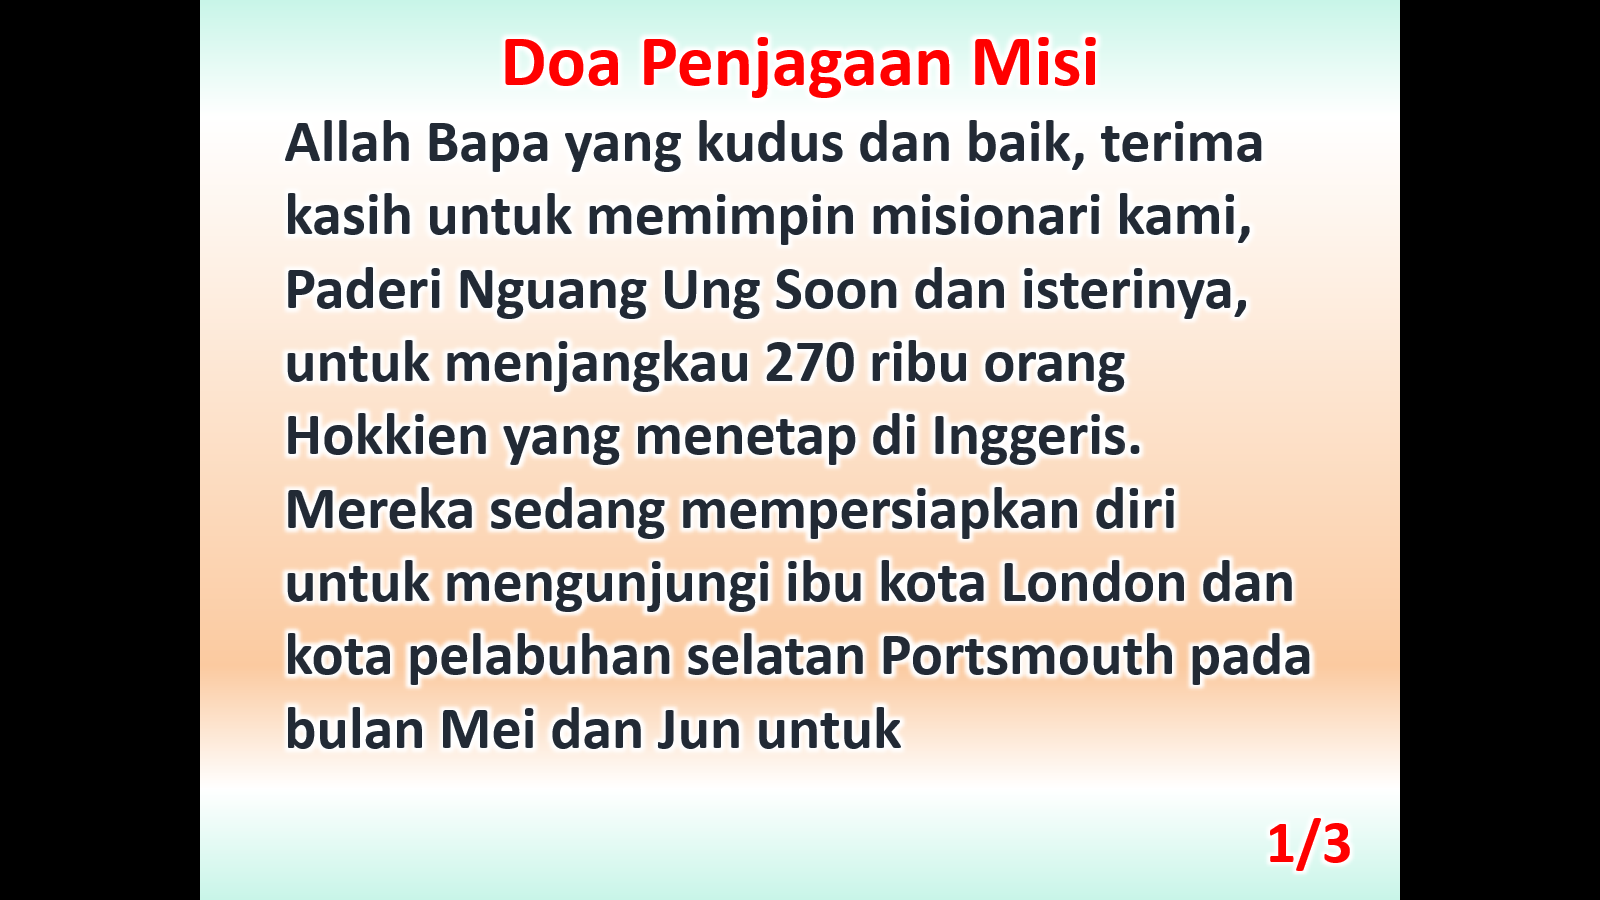 Doa Penjagaan Misi
Allah Bapa yang kudus dan baik, terima
kasih untuk memimpin misionari kami,
Paderi Nguang Ung Soon dan isterinya,
untuk menjangkau 270 ribu orang
Hokkien yang menetap di Inggeris.
Mereka sedang mempersiapkan diri
untuk mengunjungi ibu kota London dan
kota pelabuhan selatan Portsmouth pada
bulan Mei dan Jun untuk
1/3